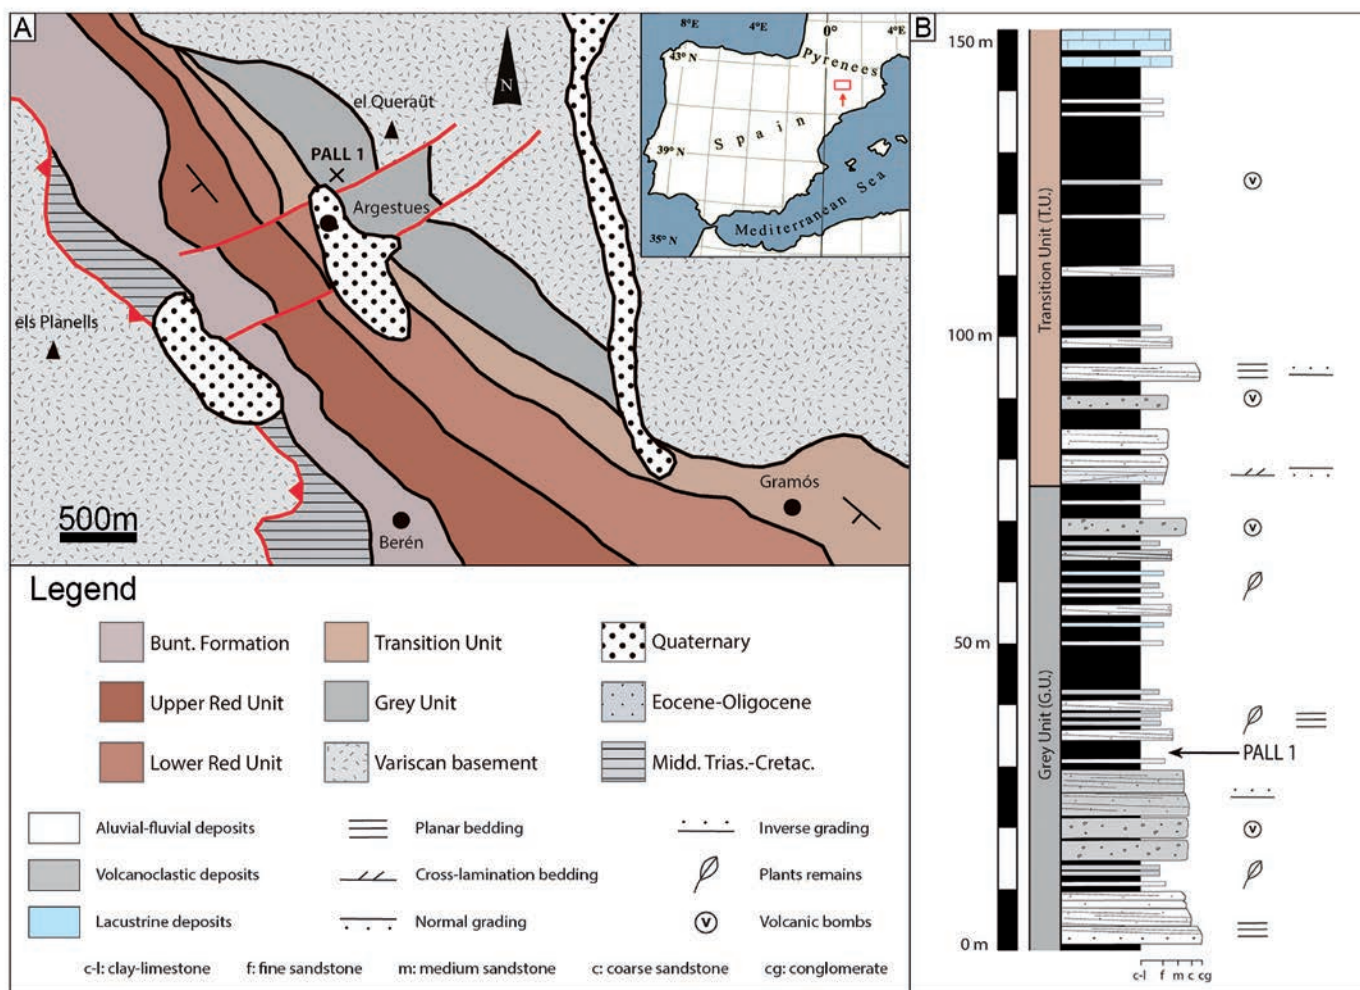 A
el Queraüt
N
PALL 1
Argestues
els Planells
500m
Berén
Gramós
8°E
4°E
0°
4°E
43° N
Pyrenees
Spain
39° N
Mediterranean Sea
35° N
Legend
Bunt. Formation
Transition Unit
Quaternary
Upper Red Unit
Grey Unit
Eocene-Oligocene
Lower Red Unit
Variscan basement
Midd. Trias.-Cretac.
Aluvial-fluvial deposits
Planar bedding
Inverse grading
Volcanoclastic deposits
Cross-lamination bedding
Plants remains
Lacustrine deposits
Normal grading
v
Volcanic bombs
c-l: clay-limestone
f: fine sandstone
m: medium sandstone
c: coarse sandstone
cg: conglomerate
B
150 m
v
Transition Unit (T.U.)
100 m
v
v
50 m
Grey Unit (G.U.)
PALL 1
v
0 m
c-l f m c cg